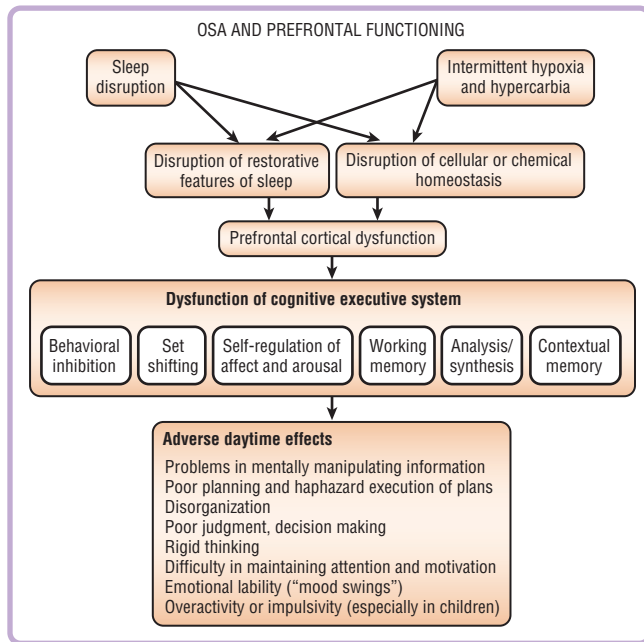 OSA AND PREFRONTAL FUNCTIONING
Sleep
disruption
Intermittent hypoxia
and hypercarbia
Disruption of restorative
features of sleep
Disruption of cellular or chemical
homeostasis
Prefrontal cortical dysfunction
Dysfunction of cognitive executive system
Behavioral
inhibition
Set
shifting
Self-regulation of
affect and arousal
Working
memory
Analysis/
synthesis
Contextual
memory
Adverse daytime effects
Problems in mentally manipulating information
Poor planning and haphazard execution of plans
Disorganization
Poor judgment, decision making
Rigid thinking
Difficulty in maintaining attention and motivation
Emotional lability (“mood swings”)
Overactivity or impulsivity (especially in children)